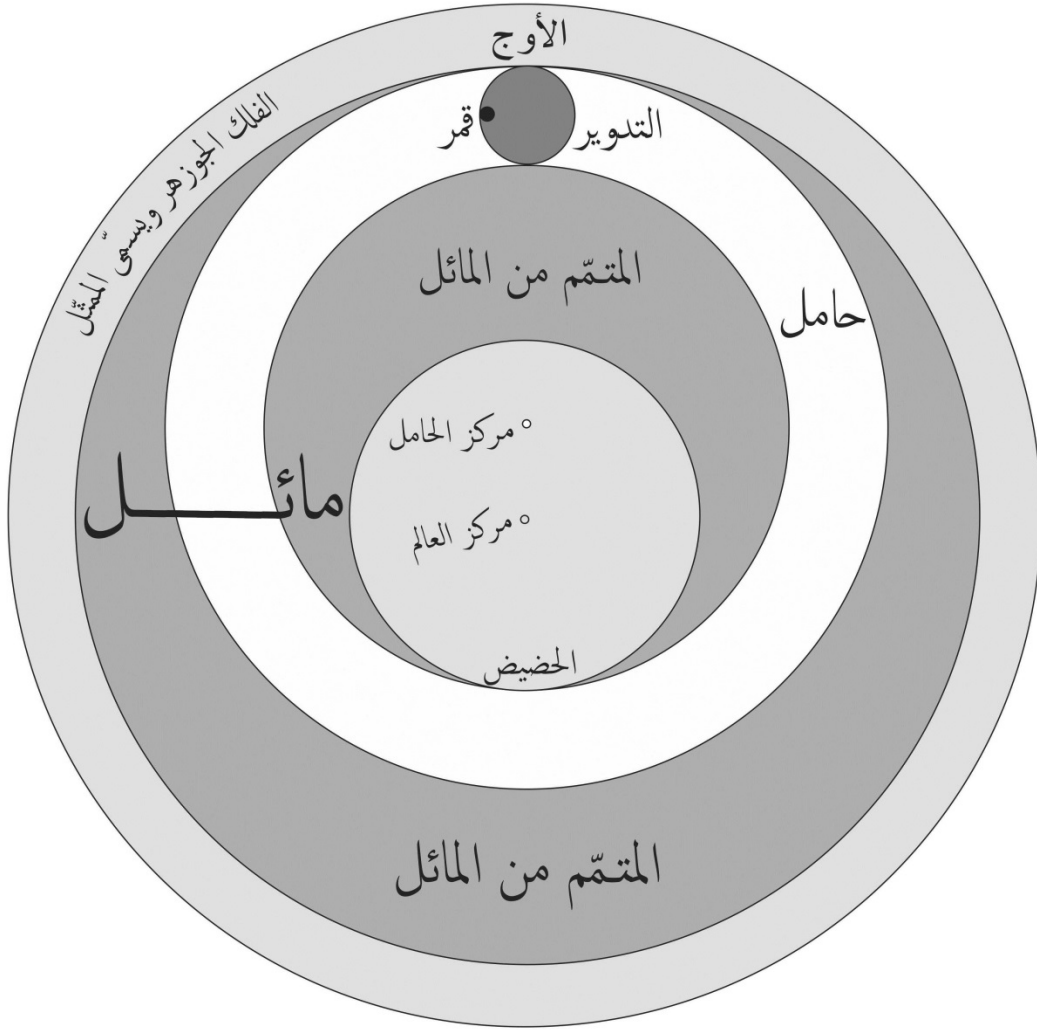 الأوج
الفلك الجوزهر ويسمّى الممثّل
قمر
التدوير
المتمّم من المائل
حامل
مركز الحامل
مائل
مركز العالم
الحضيض
المتمّم من المائل